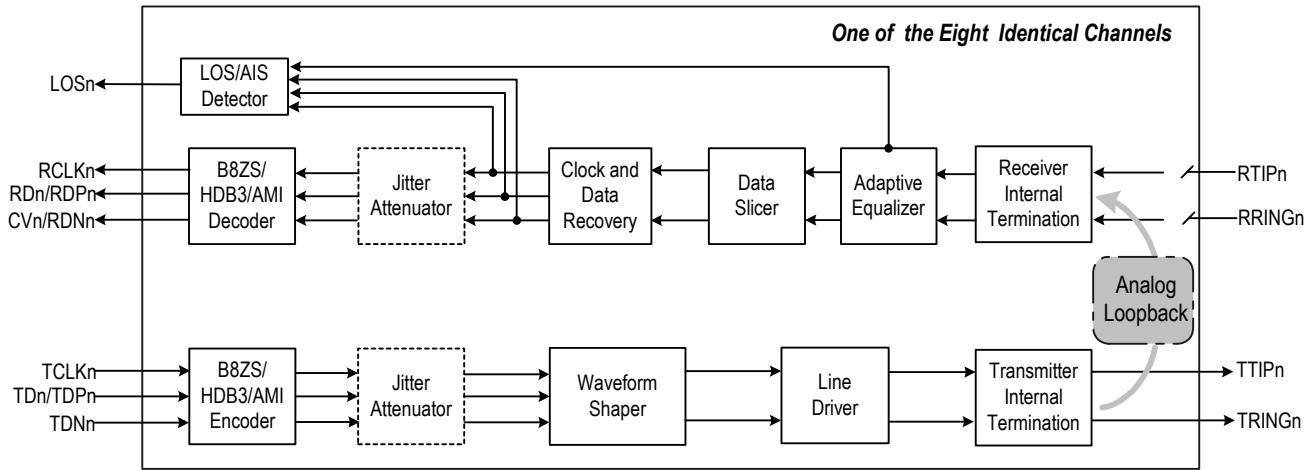 One of the Eight Identical Channels
LOSn
LOS/AIS
Detector
RCLKn
RDn/RDPn
CVn/RDNn
B8ZS/
HDB3/AMI
Decoder
Jitter
Attenuator
Clock and
Data
Recovery
Data
Slicer
Adaptive
Equalizer
Receiver
Internal
Termination
RTIPn
RRINGn
Analog
Loopback
TCLKn
TDn/TDPn
TDNn
B8ZS/
HDB3/AMI
Encoder
Jitter
Attenuator
Waveform
Shaper
Line
Driver
Transmitter
Internal
Termination
TTIPn
TRINGn